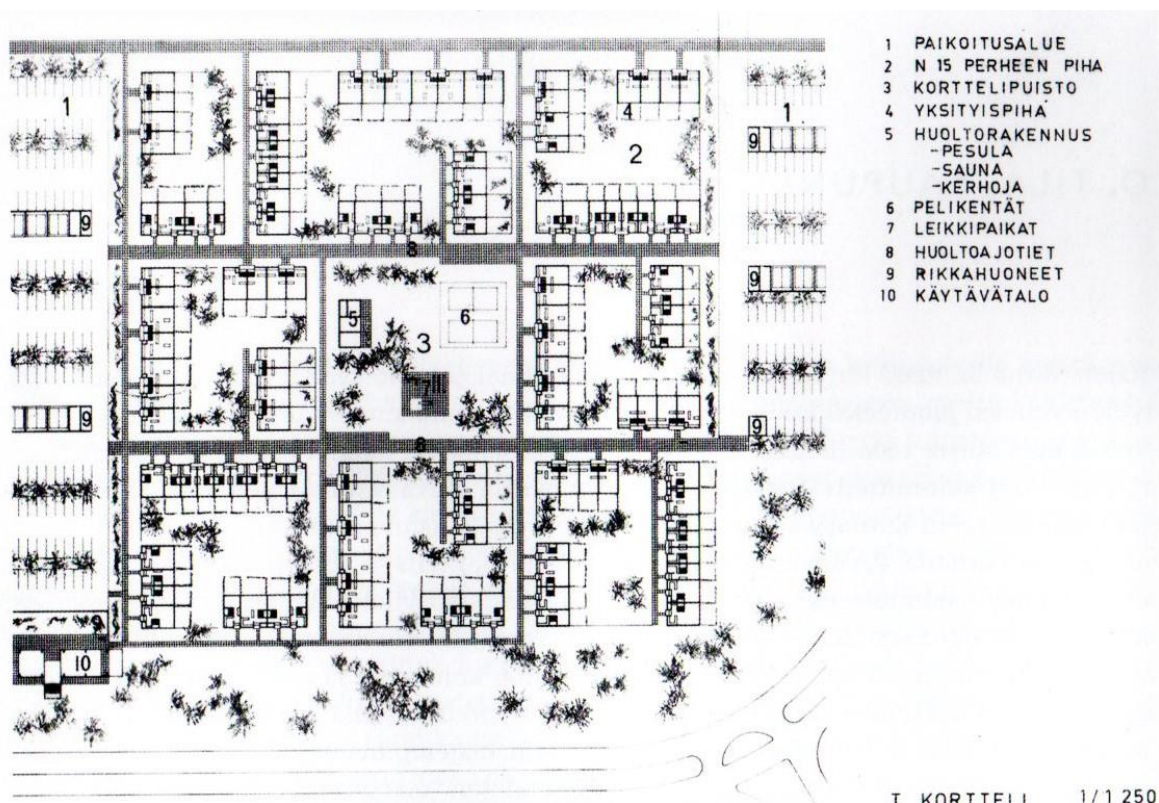 1 PAIKOITUSALUE
2 N 15 PERHEEN PIHA
3 KORTTELIPUISTO
4 YKSITYISPIHA
5 HUOLTORAKENNUS
-PESULA
-SAUNA
-KERHOJA
6 PELIKENTÄT
7 LEIKKIPAIKAT
8 HUOLTOAJOTIET
9 RIKKAHUONEET
10 KÄYTÄVÄTALO
1
4
1
9
2
9
8
9
5
6
3
7
9
9
8
9
10
T KORTTELI 1/1 250